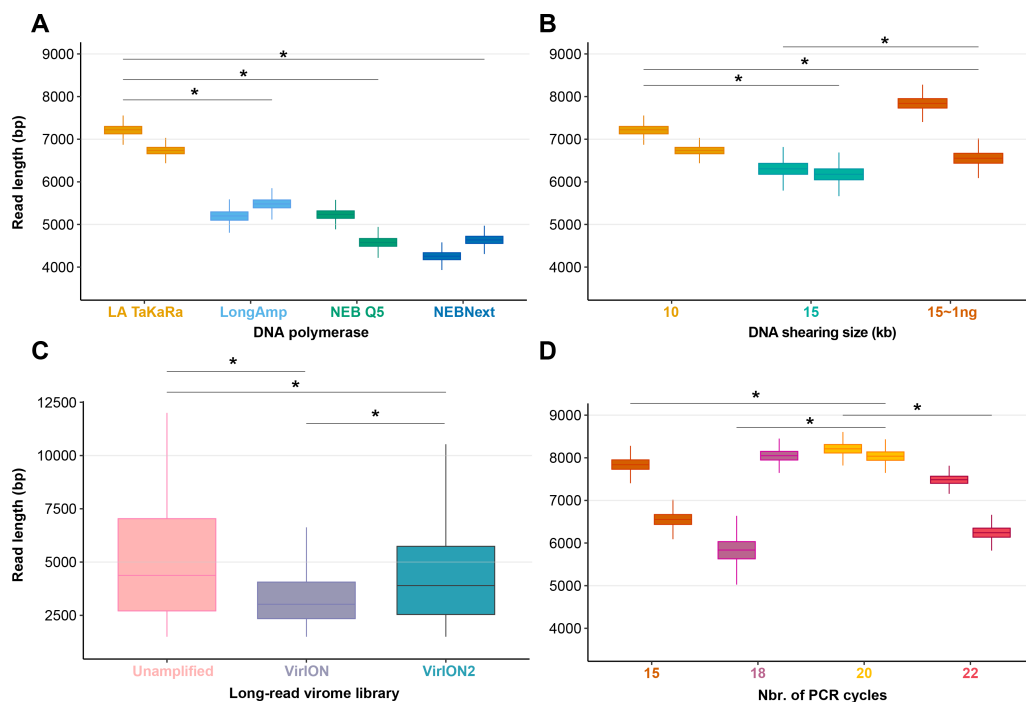 A
*
*
*
9000
8000
7000
6000
5000
4000
Read length (bp)
LA TaKaRa LongAmp NEB Q5 NEBNext
DNA polymerase
B
*
*
*
9000
8000
7000
6000
5000
4000
10 15 15~1ng
DNA shearing size (kb)
C
*
*
*
12500
10000
7500
5000
2500
Read length (bp)
Unamplified VirION VirION2
Long-read virome library
D
*
*
*
9000
8000
7000
6000
5000
4000
15 18 20 22
Nbr. of PCR cycles